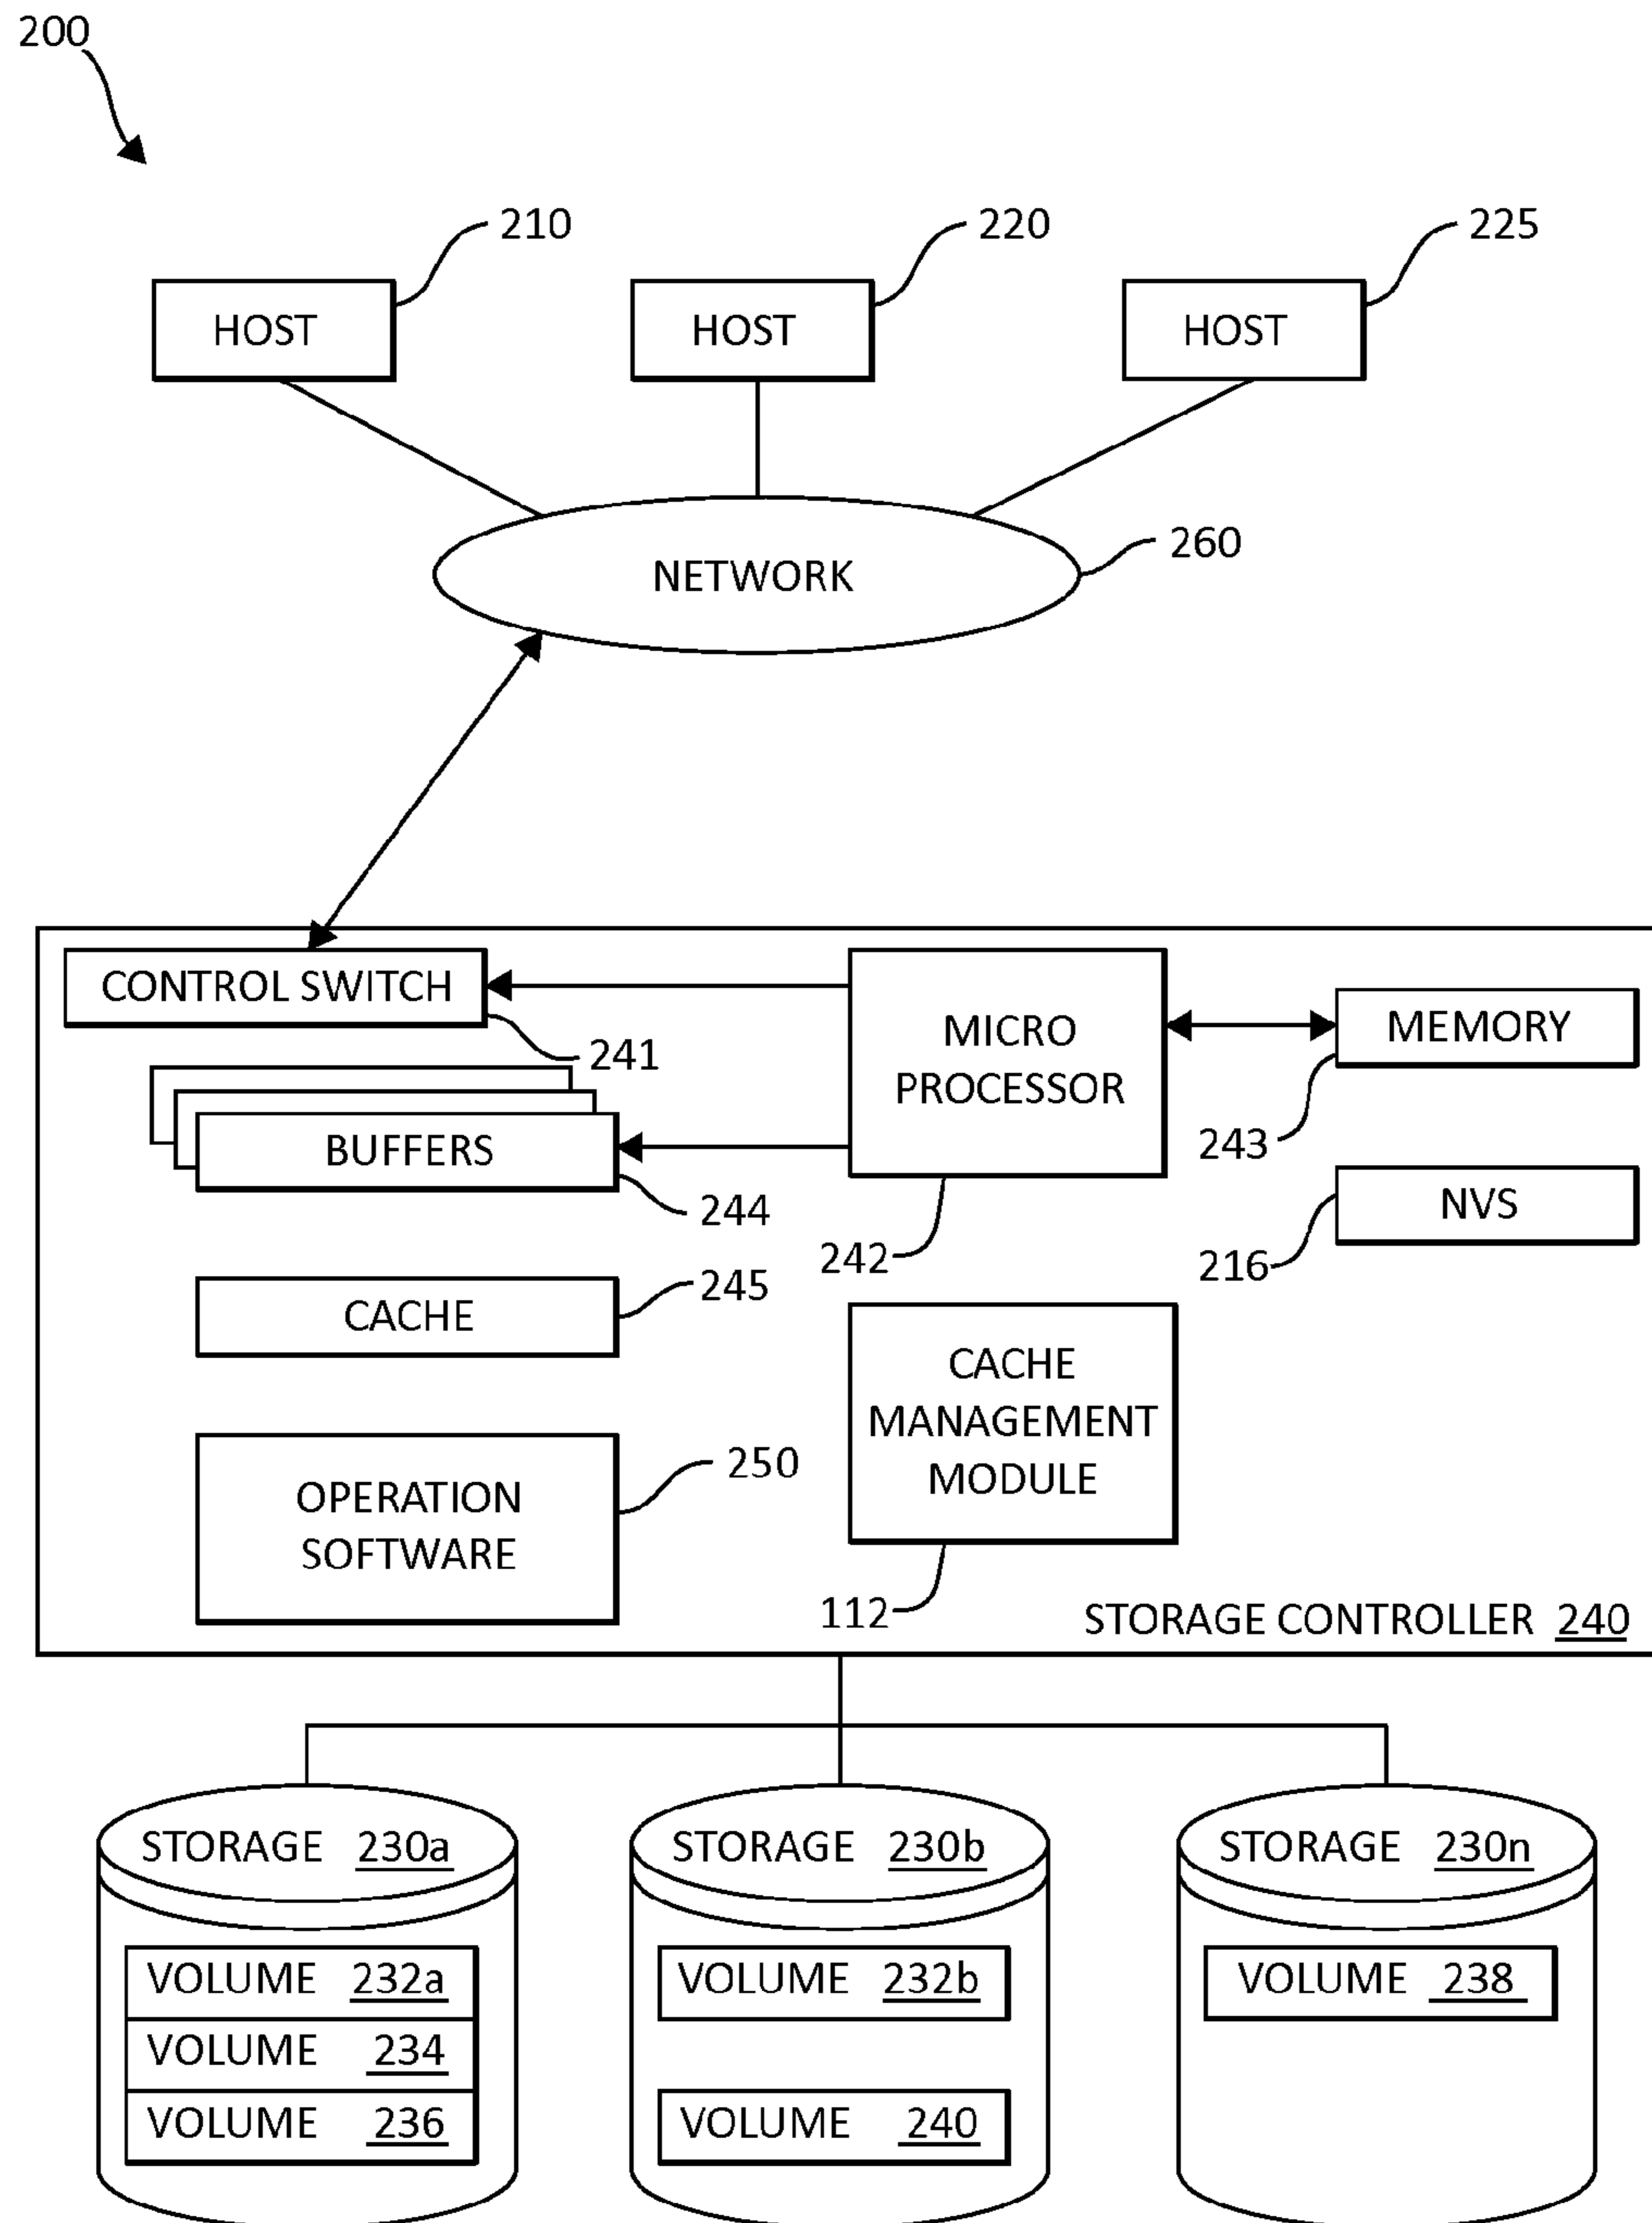 200
210
220
225
HOST
HOST
HOST
260
NETWORK
CONTROL SWITCH
241
MICRO
PROCESSOR
242
MEMORY
243
BUFFERS
244
NVS
216
CACHE
245
CACHE
MANAGEMENT
MODULE
112
OPERATION
SOFTWARE
250
STORAGE CONTROLLER 240
STORAGE 230a
VOLUME 232a
VOLUME 234
VOLUME 236
STORAGE 230b
VOLUME 232b
VOLUME 240
STORAGE 230n
VOLUME 238